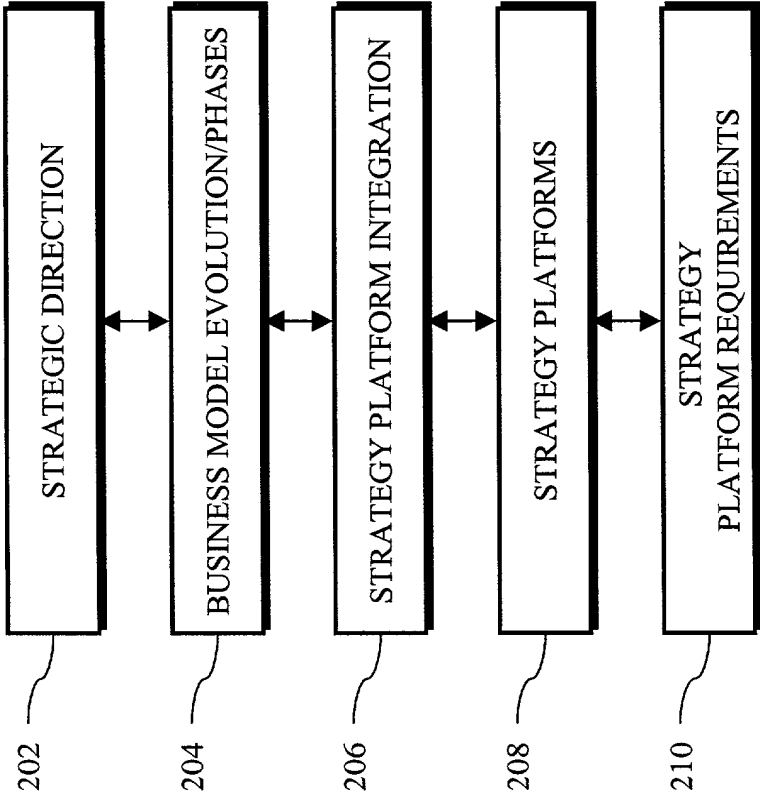 202
STRATEGIC DIRECTION
204
BUSINESS MODEL EVOLUTION/PHASES
206
STRATEGY PLATFORM INTEGRATION
208
STRATEGY PLATFORMS
210
STRATEGY
PLATFORM REQUIREMENTS